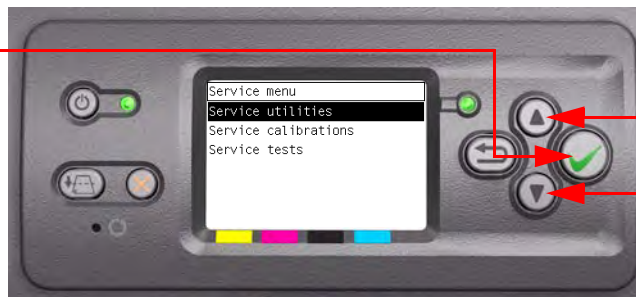 Service menu
Service utilities
Service calibrations
Service tests